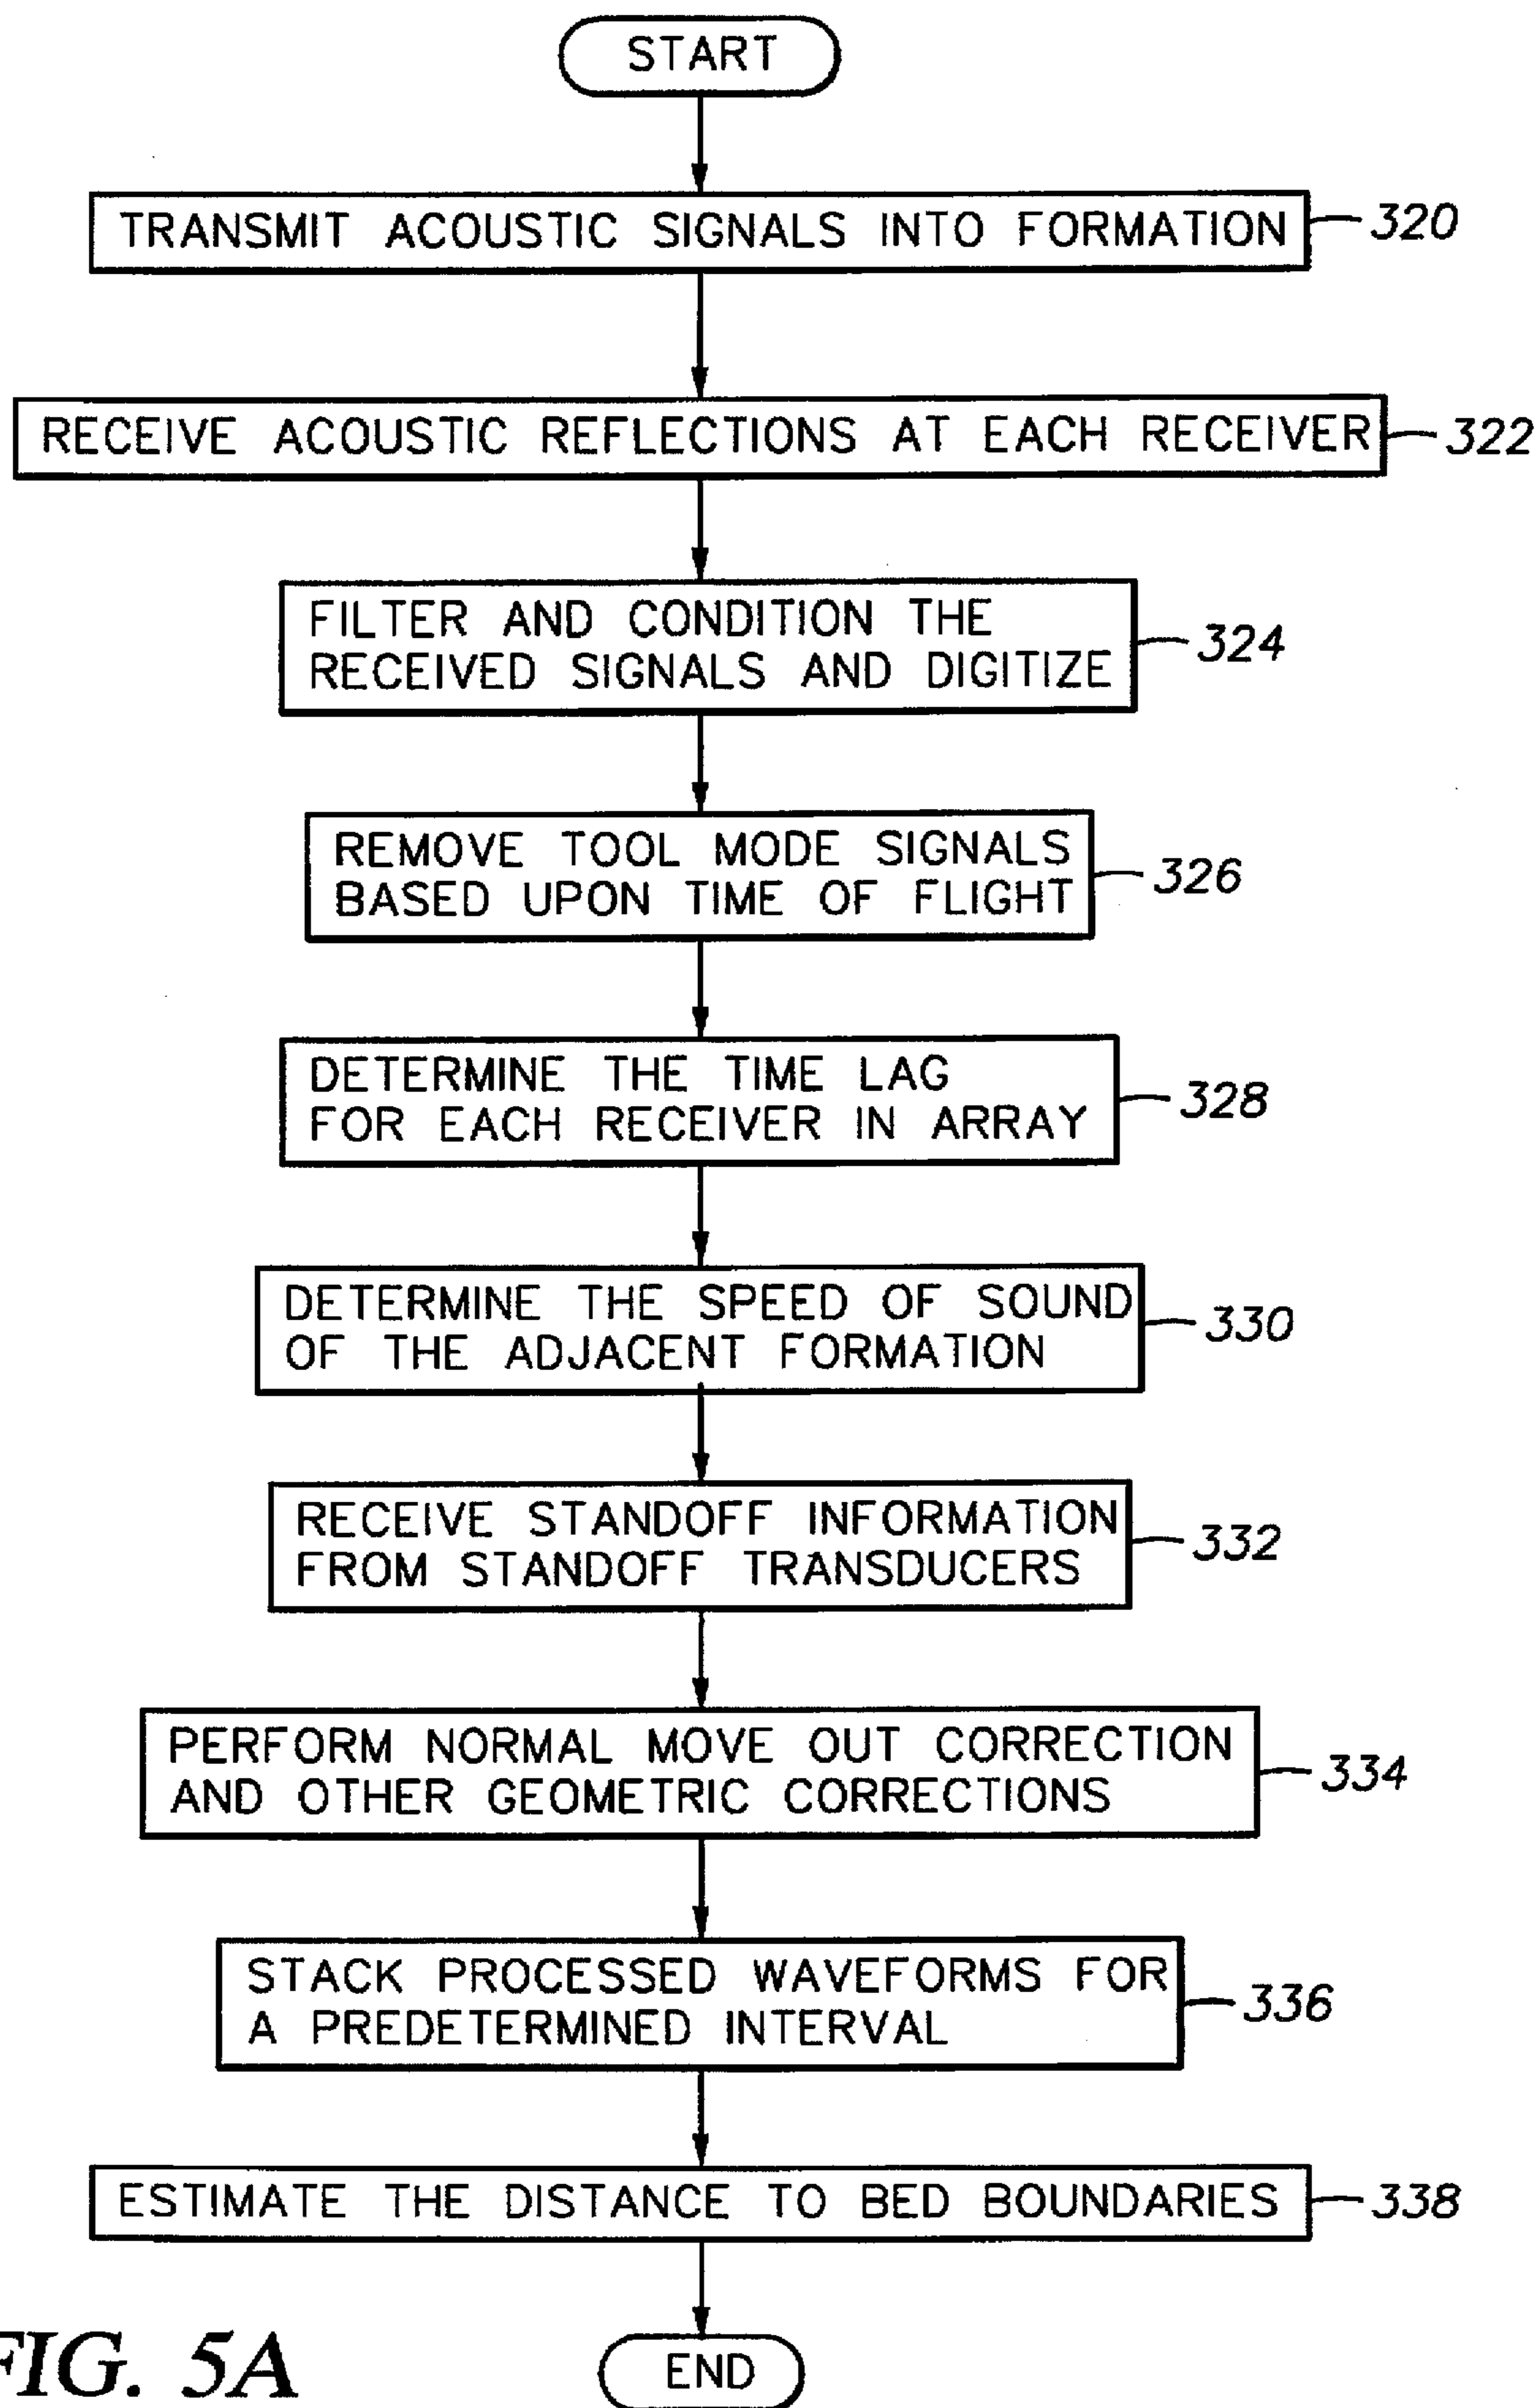 START
TRANSMIT ACOUSTIC SIGNALS INTO FORMATION
320
RECEIVE ACOUSTIC REFLECTIONS AT EACH RECEIVER
322
FILTER AND CONDITION THE
RECEIVED SIGNALS AND DIGITIZE
324
REMOVE TOOL MODE SIGNALS
BASED UPON TIME OF FLIGHT
326
DETERMINE THE TIME LAG
FOR EACH RECEIVER IN ARRAY
328
DETERMINE THE SPEED OF SOUND
OF THE ADJACENT FORMATION
330
RECEIVE STANDOFF INFORMATION
FROM STANDOFF TRANSDUCERS
332
PERFORM NORMAL MOVE OUT CORRECTION
AND OTHER GEOMETRIC CORRECTIONS
334
STACK PROCESSED WAVEFORMS FOR
A PREDETERMINED INTERVAL
336
ESTIMATE THE DISTANCE TO BED BOUNDARIES
338
END
FIG. 5A